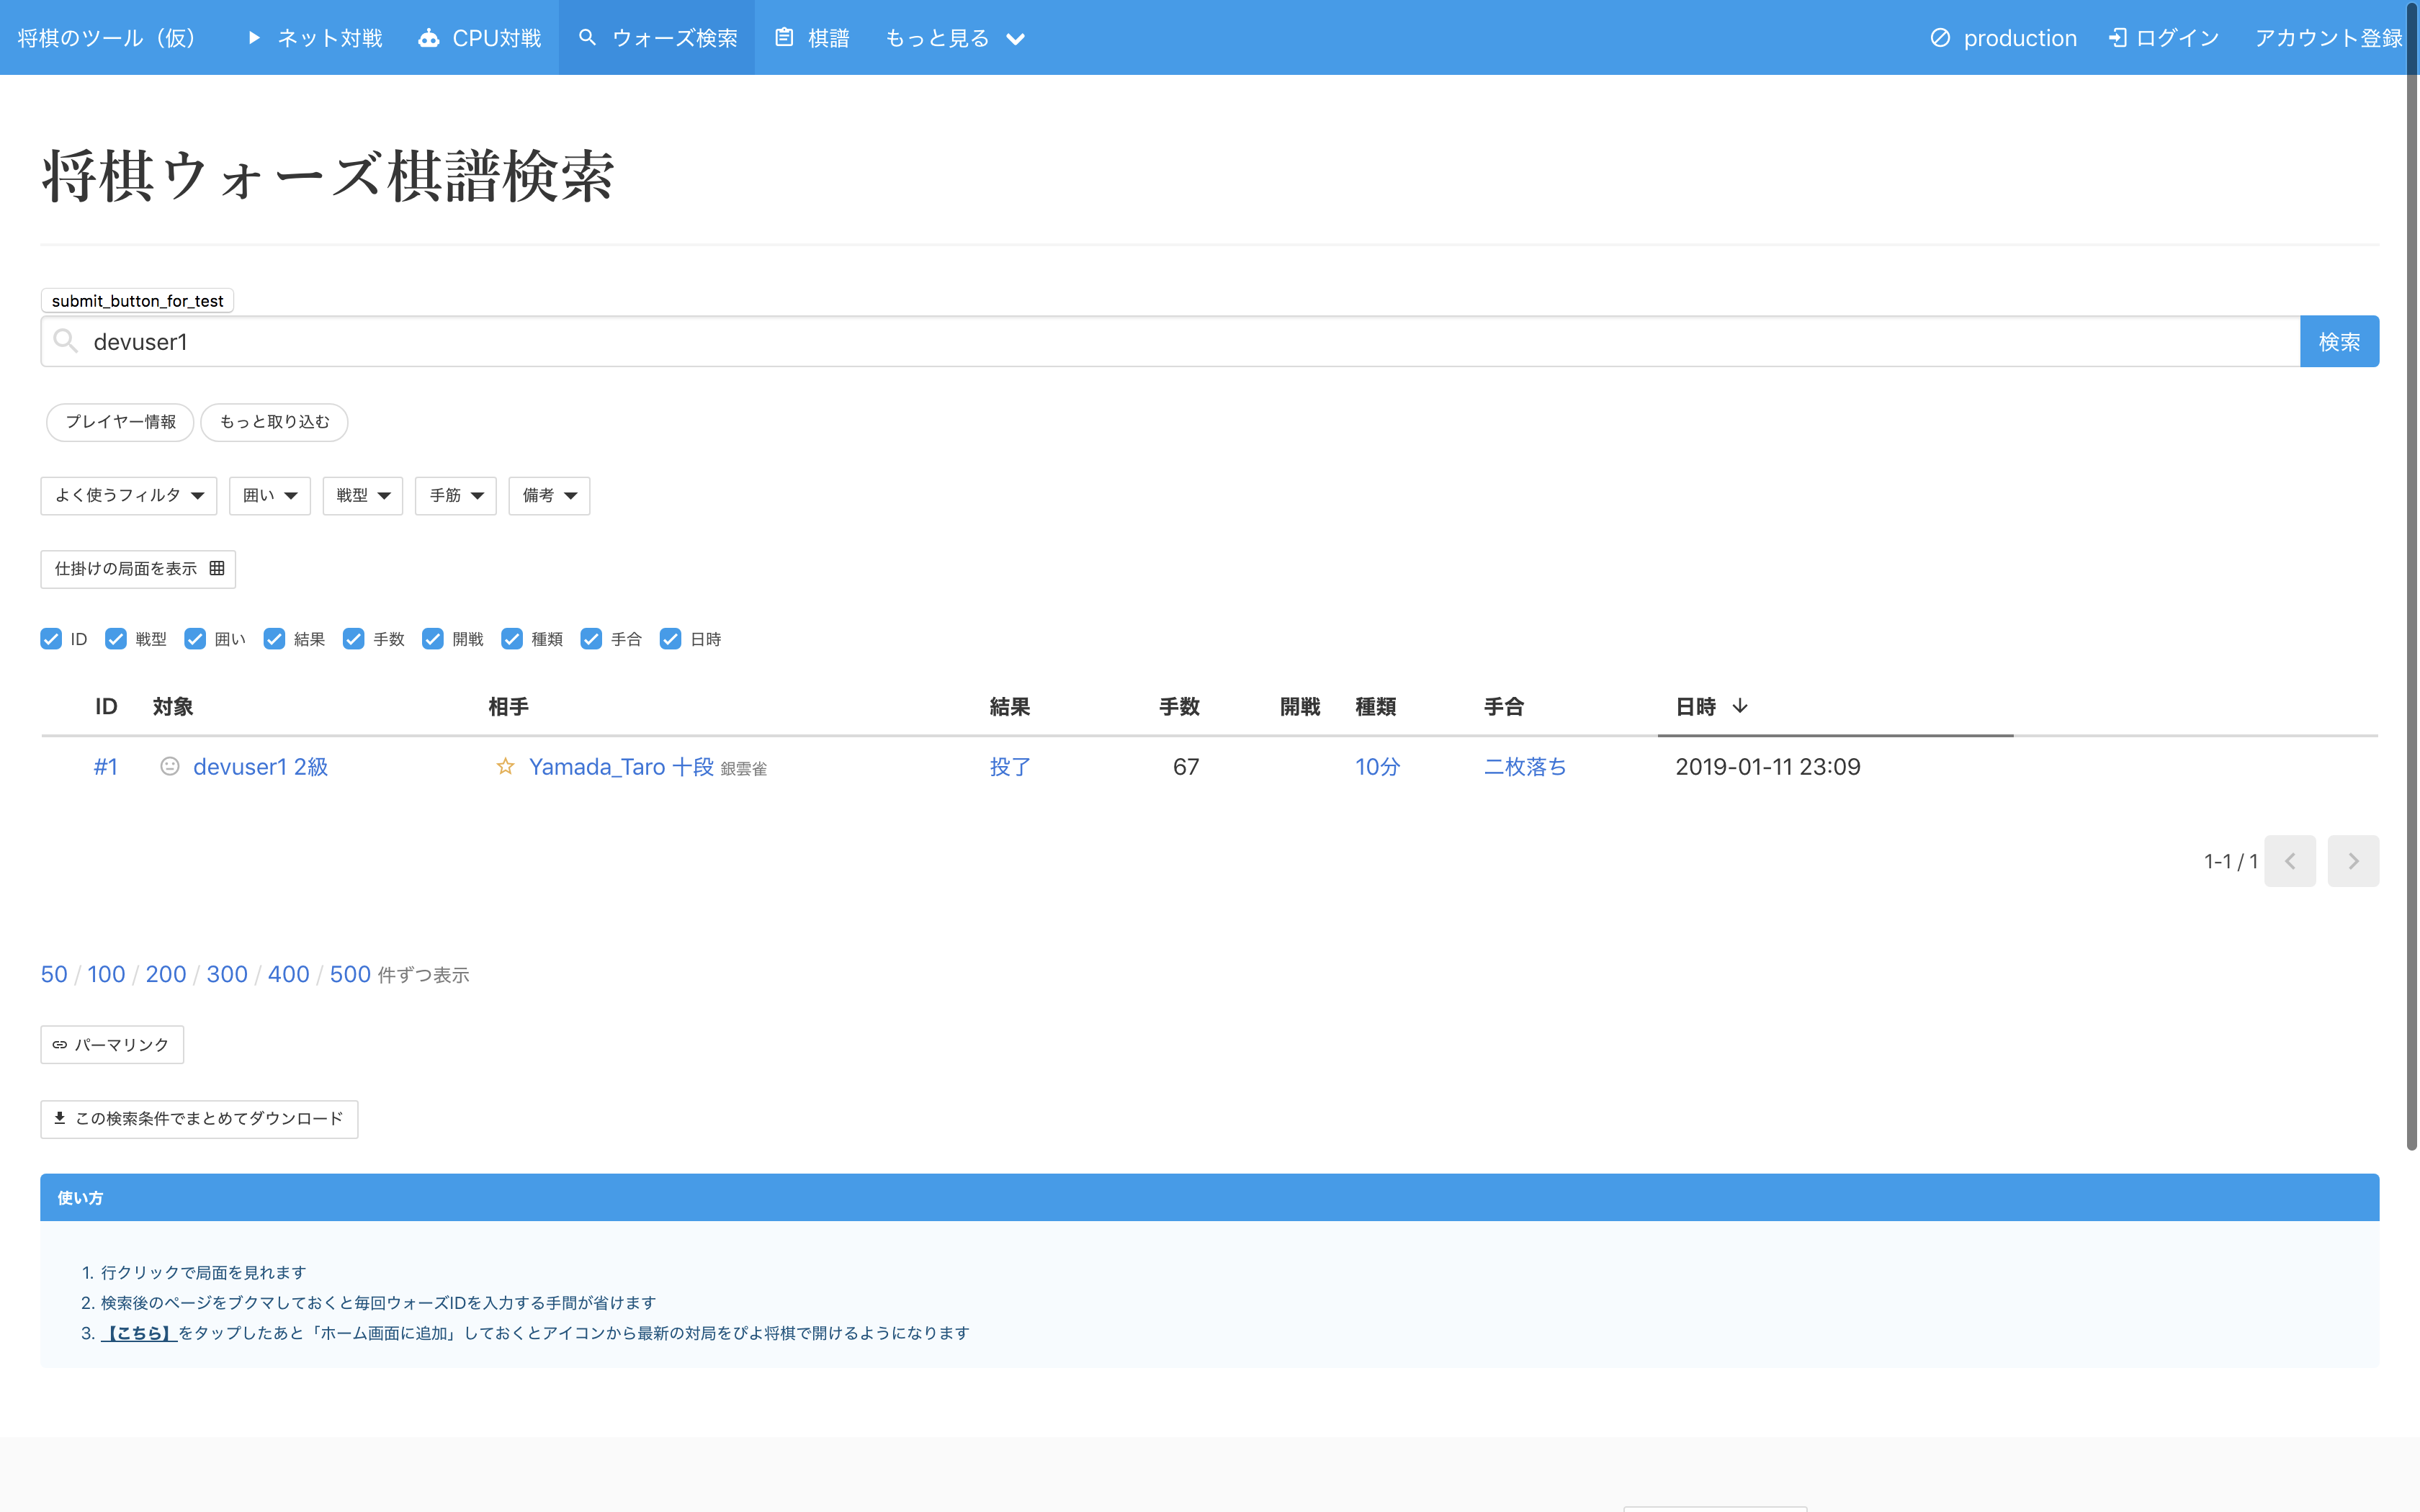 将棋のツール（仮） ネット対戦 CPU対戦 ウォーズ検索 棋譜 もっと見る production ログイン アカウント登録
将棋ウォーズ棋譜検索
submit_button_for_test
devuser1 検索
プレイヤー情報 もっと取り込む
よく使うフィルタ 囲い 戦型 手筋 備考
仕掛けの局面を表示
ID 戦型 囲い 結果 手数 開戦 種類 手合 日時
ID 対象 相手 結果 手数 開戦 種類 手合 日時
#1 devuser1 2級 Yamada_Taro 十段 銀雲雀 投了 67 10分 二枚落ち 2019-01-11 23:09
1-1 / 1
50 / 100 / 200 / 300 / 400 / 500 件ずつ表示
パーマリンク
この検索条件でまとめてダウンロード
使い方
1. 行クリックで局面を見れます
2. 検索後のページをブクマしておくと毎回ウォーズIDを入力する手間が省けます
3. 【こちら】をタップしたあと「ホーム画面に追加」しておくとアイコンから最新の対局をぴよ将棋で開けるようになります